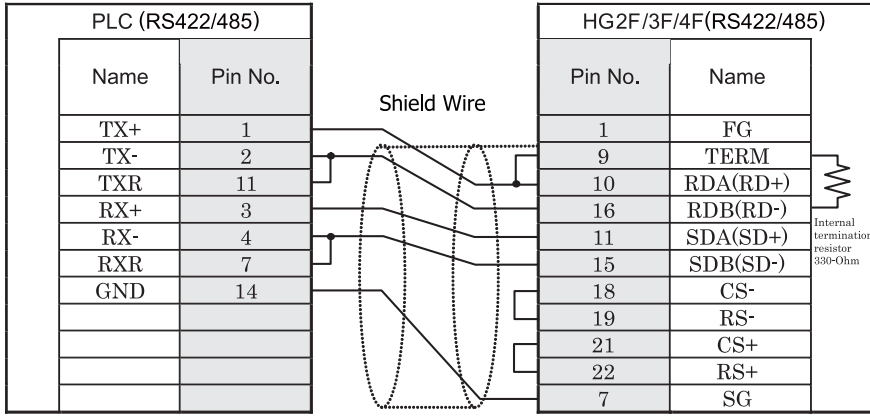 PLC (RS422/485) HG2F/3F/4F(RS422/485)
Name Pin No. Pin No. Name
Shield Wire
TX+ 1 1 FG
TX- 2 9 TERM
TXR 11 10 RDA(RD+)
RX+ 3 16 RDB(RD-)
RX- 4 11 SDA(SD+)
RXR 7 15 SDB(SD-)
GND 14 18 CS-
19 RS-
21 CS+
22 RS+
7 SG
Internal
termination
resistor
330-Ohm